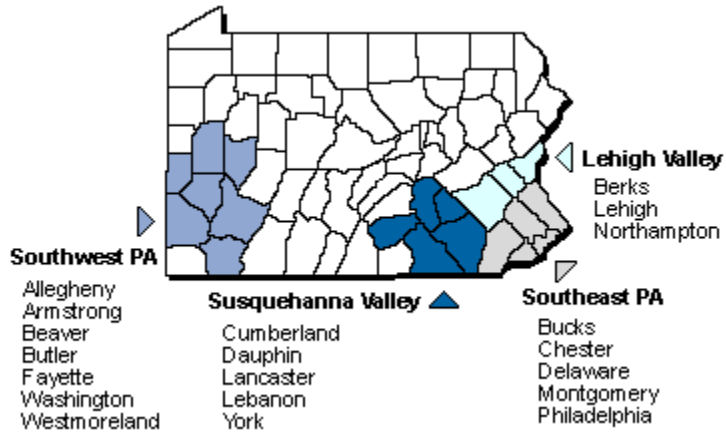 Lehigh Valley
Berks
Lehigh
Northampton
Southwest PA
Allegheny
Armstrong
Beaver
Butler
Fayette
Washington
Westmoreland
Susquehanna Valley
Cumberland
Dauphin
Lancaster
Lebanon
York
Southeast PA
Bucks
Chester
Delaware
Montgomery
Philadelphia